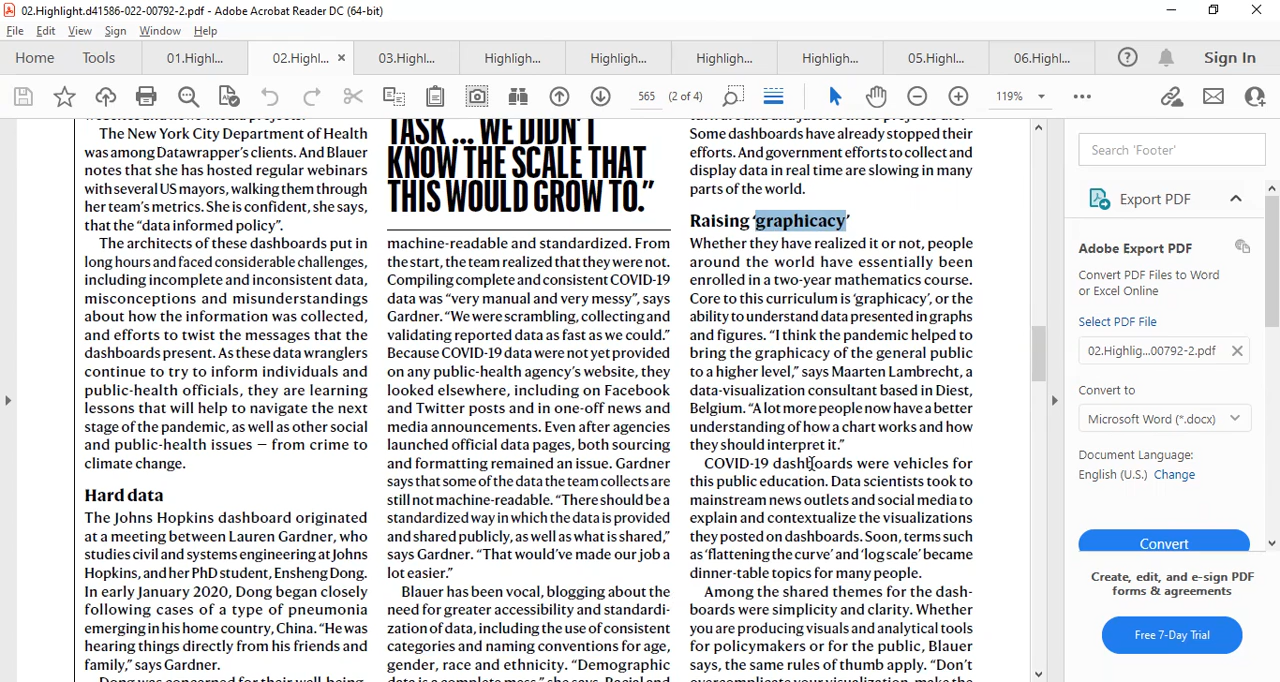 02.Highlight.d41586-022-00792-2.pdf - Adobe Acrobat Reader DC (64-bit)
File Edit View Sign Window Help
Home Tools 01.Highl... 02.Highl... 03.Highl... Highligh... Highligh... Highligh... Highligh... 05.Highl... 06.Highl... Sign In
565 (2 of 4) 119%
The New York City Department of Health
was among Datawrapper's clients. And Blauer
notes that she has hosted regular webinars
with several US mayors, walking them through
her team's metrics. She is confident, she says,
that the “data informed policy”.
The architects of these dashboards put in
long hours and faced considerable challenges,
including incomplete and inconsistent data,
misconceptions and misunderstandings
about how the information was collected,
and efforts to twist the messages that the
dashboards present. As these data wranglers
continue to try to inform individuals and
public-health officials, they are learning
lessons that will help to navigate the next
stage of the pandemic, as well as other social
and public-health issues — from crime to
climate change.
Hard data
The Johns Hopkins dashboard originated
at a meeting between Lauren Gardner, who
studies civil and systems engineering at Johns
Hopkins, and her PhD student, Ensheng Dong.
In early January 2020, Dong began closely
following cases of a type of pneumonia
emerging in his home country, China. “He was
hearing things directly from his friends and
family,” says Gardner.
Dong was concerned for their well-being,
TASK ... WE DIDN'T
KNOW THE SCALE THAT
THIS WOULD GROW TO.”
machine-readable and standardized. From
the start, the team realized that they were not.
Compiling complete and consistent COVID-19
data was “very manual and very messy”, says
Gardner. “We were scrambling, collecting and
validating reported data as fast as we could.”
Because COVID-19 data were not yet provided
on any public-health agency's website, they
looked elsewhere, including on Facebook
and Twitter posts and in one-off news and
media announcements. Even after agencies
launched official data pages, both sourcing
and formatting remained an issue. Gardner
says that some of the data the team collects are
still not machine-readable. “There should be a
standardized way in which the data is provided
and shared publicly, as well as what is shared,”
says Gardner. “That would've made our job a
lot easier.”
Blauer has been vocal, blogging about the
need for greater accessibility and standardi-
zation of data, including the use of consistent
categories and naming conventions for age,
gender, race and ethnicity. “Demographic
data is a complete mess,” she says. Racial and
Some dashboards have already stopped their
efforts. And government efforts to collect and
display data in real time are slowing in many
parts of the world.
Raising ‘graphicacy’
Whether they have realized it or not, people
around the world have essentially been
enrolled in a two-year mathematics course.
Core to this curriculum is ‘graphicacy’, or the
ability to understand data presented in graphs
and figures. “I think the pandemic helped to
bring the graphicacy of the general public
to a higher level,” says Maarten Lambrecht, a
data-visualization consultant based in Diest,
Belgium. “A lot more people now have a better
understanding of how a chart works and how
they should interpret it.”
COVID-19 dashboards were vehicles for
this public education. Data scientists took to
mainstream news outlets and social media to
explain and contextualize the visualizations
they posted on dashboards. Soon, terms such
as ‘flattening the curve’ and ‘log scale’ became
dinner-table topics for many people.
Among the shared themes for the dash-
boards were simplicity and clarity. Whether
you are producing visuals and analytical tools
for policymakers or for the public, Blauer
says, the same rules of thumb apply. “Don't
overcomplicate your visualization, make the
Search 'Footer'
Export PDF
Adobe Export PDF
Convert PDF Files to Word
or Excel Online
Select PDF File
02.Highlig...00792-2.pdf
Convert to
Microsoft Word (*.docx)
Document Language:
English (U.S.) Change
Convert
Create, edit, and e-sign PDF
forms & agreements
Free 7-Day Trial